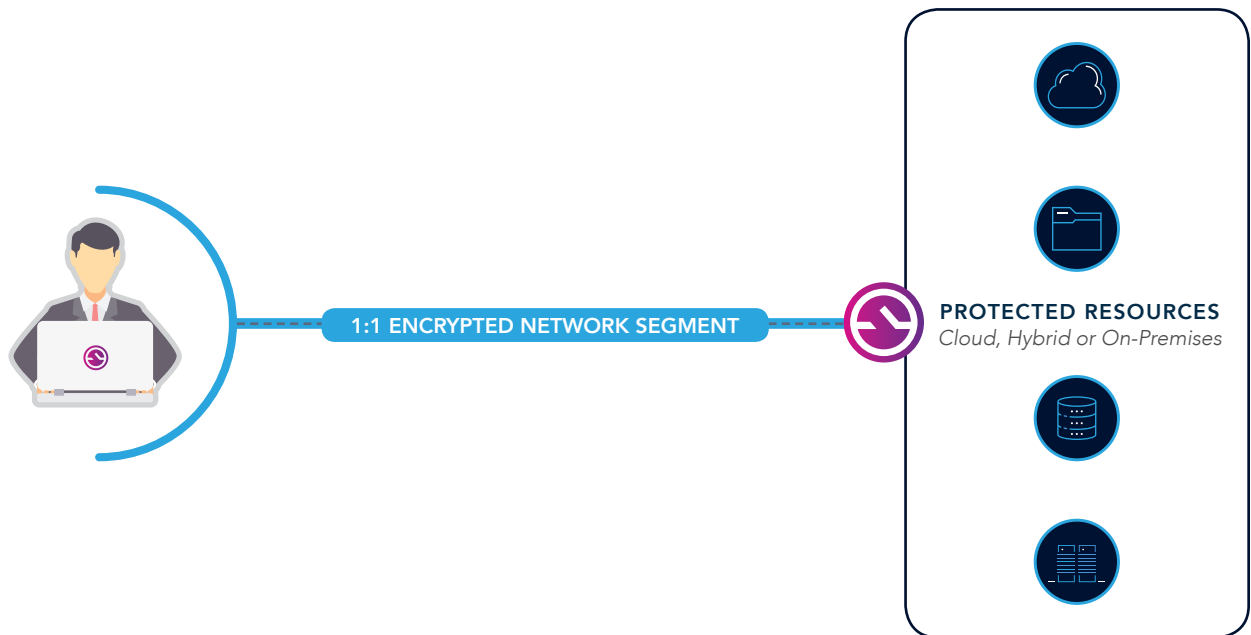 1:1 ENCRYPTED NETWORK SEGMENT
PROTECTED RESOURCES
Cloud, Hybrid or On-Premises